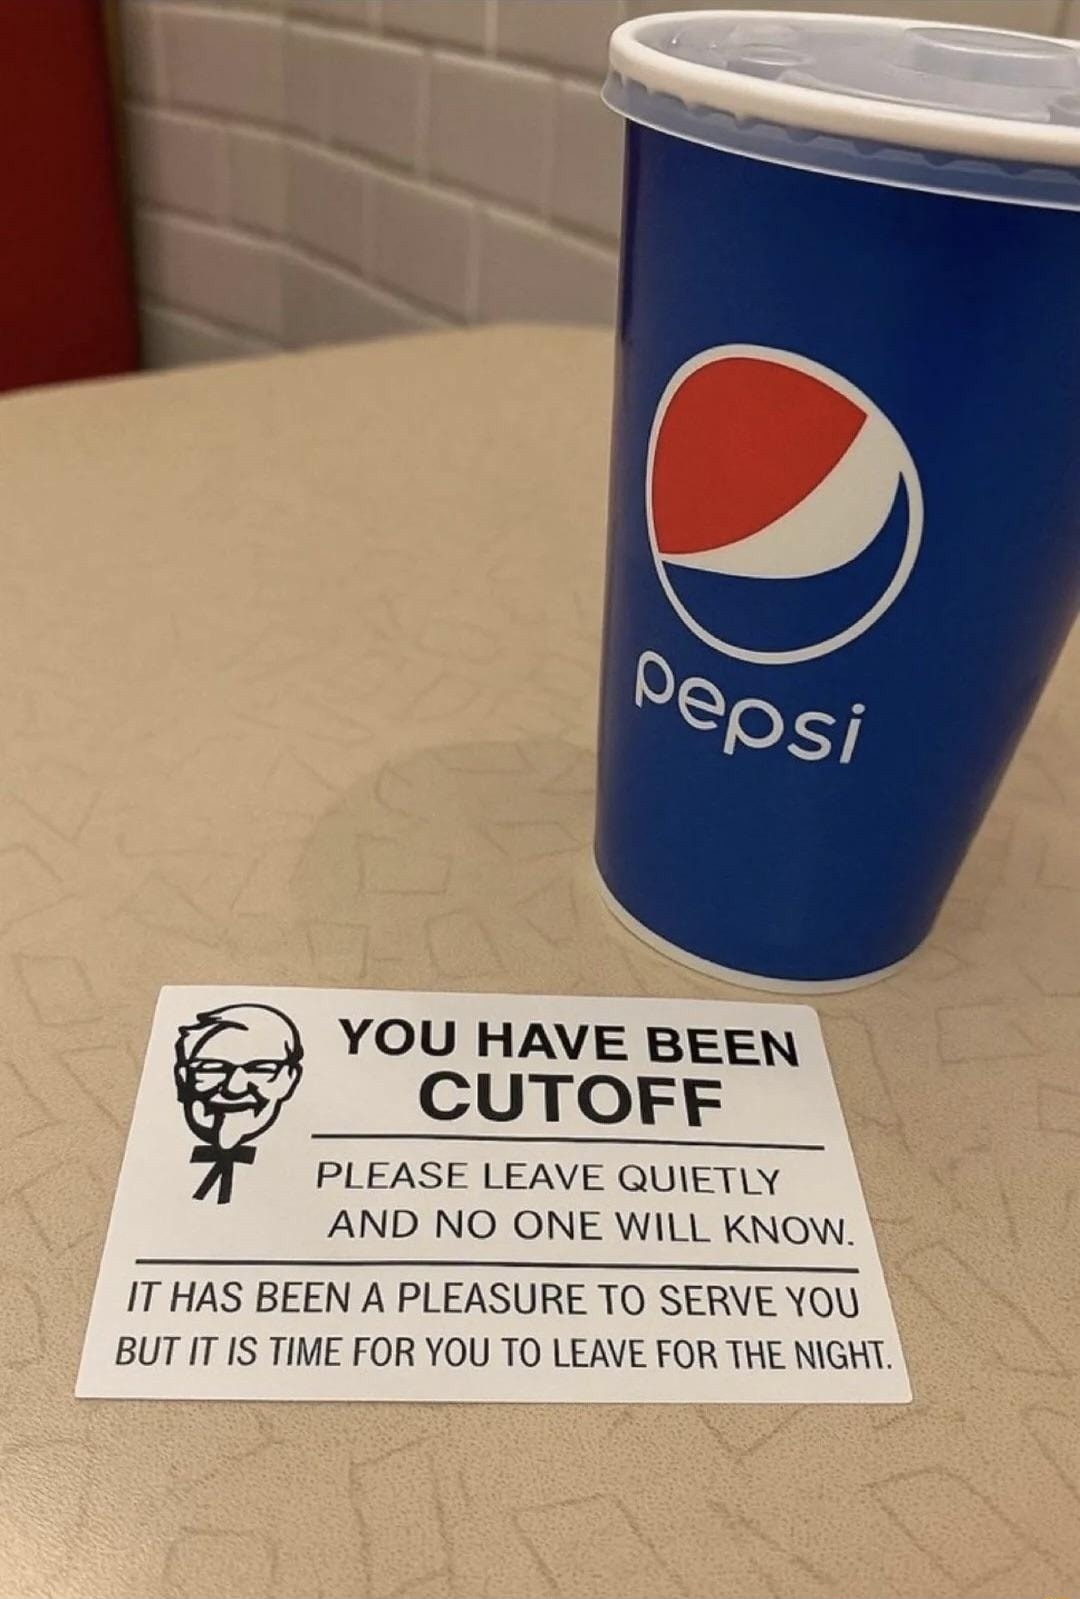 pepsi
YOU HAVE BEEN
CUTOFF
PLEASE LEAVE QUIETLY
AND NO ONE WILL KNOW.
IT HAS BEEN A PLEASURE TO SERVE YOU
BUT IT IS TIME FOR YOU TO LEAVE FOR THE NIGHT.